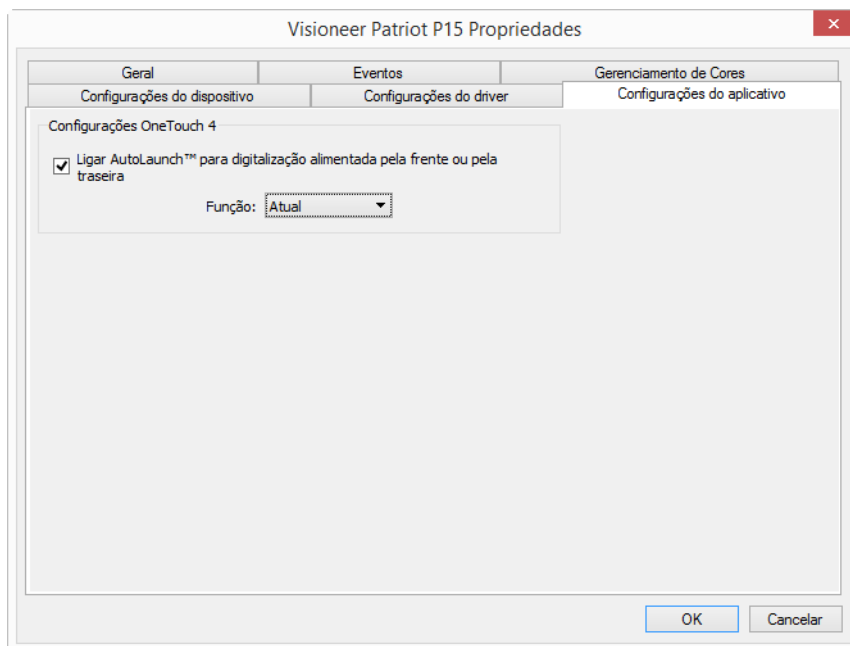 Visioneer Patriot P15 Propriedades
Geral
Eventos
Gerenciamento de Cores
Configurações do dispositivo
Configurações do driver
Configurações do aplicativo
Configurações OneTouch 4
Ligar AutoLaunch™ para digitalização alimentada pela frente ou pela
traseira
Função: Atual
OK
Cancelar